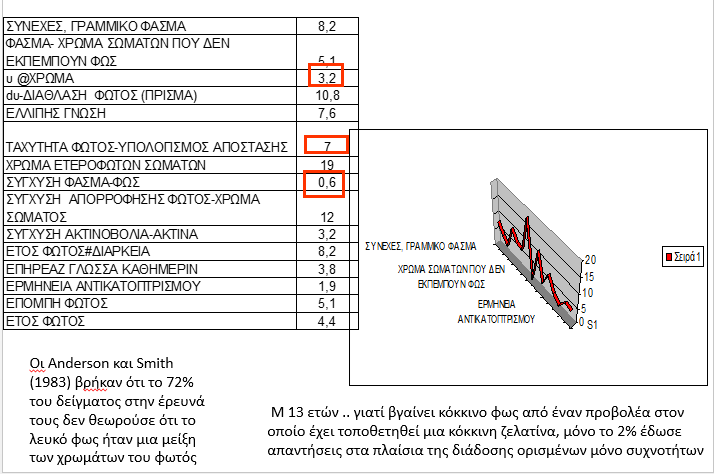 ΣΥΝΕΧΕΣ, ΓΡΑΜΜΙΚΟ ΦΑΣΜΑ 8,2
ΦΑΣΜΑ- ΧΡΩΜΑ ΣΩΜΑΤΩΝ ΠΟΥ ΔΕΝ
ΕΚΠΕΜΠΟΥΝ ΦΩΣ 5,1
υ @ΧΡΩΜΑ 3,2
dυ-ΔΙΑΘΛΑΣΗ ΦΩΤΟΣ (ΠΡΙΣΜΑ) 10,8
ΕΛΛΙΠΗΣ ΓΝΩΣΗ 7,6
ΤΑΧΥΤΗΤΑ ΦΩΤΟΣ-ΥΠΟΛΟΓΙΣΜΟΣ ΑΠΟΣΤΑΣΗΣ 7
ΧΡΩΜΑ ΕΤΕΡΟΦΩΤΩΝ ΣΩΜΑΤΩΝ 19
ΣΥΓΧΥΣΗ ΦΑΣΜΑ-ΦΩΣ 0,6
ΣΥΓΧΥΣΗ ΑΠΟΡΡΟΦΗΣΗΣ ΦΩΤΟΣ-ΧΡΩΜΑ
ΣΩΜΑΤΟΣ 12
ΣΥΓΧΥΣΗ ΑΚΤΙΝΟΒΟΛΙΑ-ΑΚΤΙΝΑ 3,2
ΕΤΟΣ ΦΩΤΟΣ#ΔΙΑΡΚΕΙΑ 8,2
ΕΠΗΡΕΑΖ ΓΛΩΣΣΑ ΚΑΘΗΜΕΡΙΝ 3,8
ΕΡΜΗΝΕΙΑ ΑΝΤΙΚΑΤΟΠΤΡΙΣΜΟΥ 1,9
ΕΠΟΜΠΗ ΦΩΤΟΣ 5,1
ΕΤΟΣ ΦΩΤΟΣ 4,4
ΣΥΝΕΧΕΣ, ΓΡΑΜΜΙΚΟ ΦΑΣΜΑ
ΧΡΩΜΑ ΣΩΜΑΤΩΝ ΠΟΥ ΔΕΝ
ΕΚΠΕΜΠΟΥΝ ΦΩΣ
ΕΡΜΗΝΕΙΑ
ΑΝΤΙΚΑΤΟΠΤΡΙΣΜΟΥ
20
15
10
5
0
S1
Σειρά1
Οι Anderson και Smith
(1983) βρήκαν ότι το 72%
του δείγματος στην έρευνά
τους δεν θεωρούσε ότι το
λευκό φως ήταν μια μείξη
των χρωμάτων του φωτός
Μ 13 ετών .. γιατί βγαίνει κόκκινο φως από έναν προβολέα στον
οποίο έχει τοποθετηθεί μια κόκκινη ζελατίνα, μόνο το 2% έδωσε
απαντήσεις στα πλαίσια της διάδοσης ορισμένων μόνο συχνοτήτων